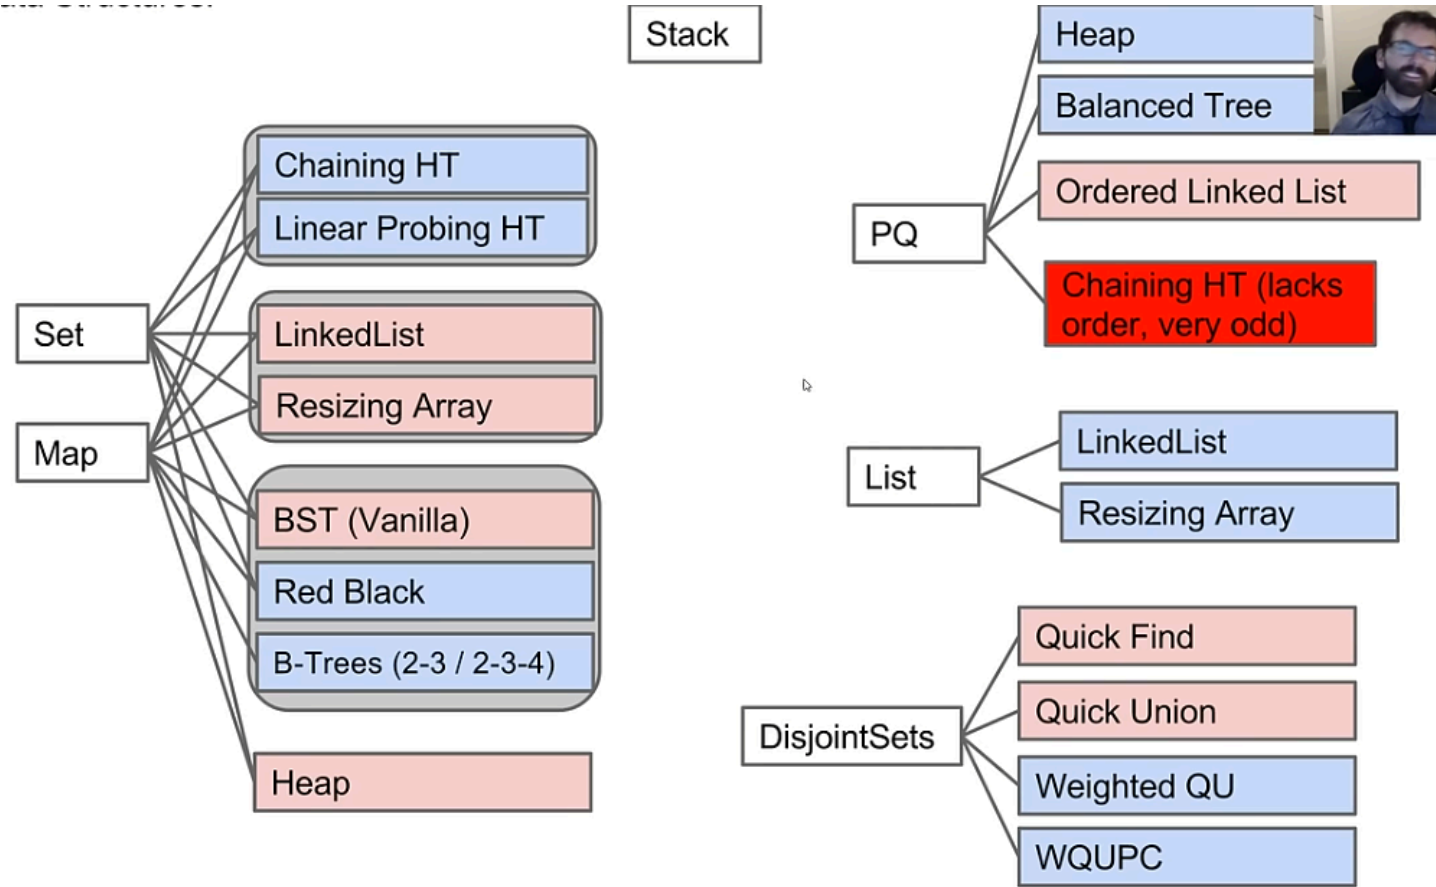 Stack
Heap
Balanced Tree
Ordered Linked List
PQ
Chaining HT (lacks
order, very odd)
Chaining HT
Linear Probing HT
Set
LinkedList
Resizing Array
Map
BST (Vanilla)
Red Black
B-Trees (2-3 / 2-3-4)
Heap
List
LinkedList
Resizing Array
DisjointSets
Quick Find
Quick Union
Weighted QU
WQUPC